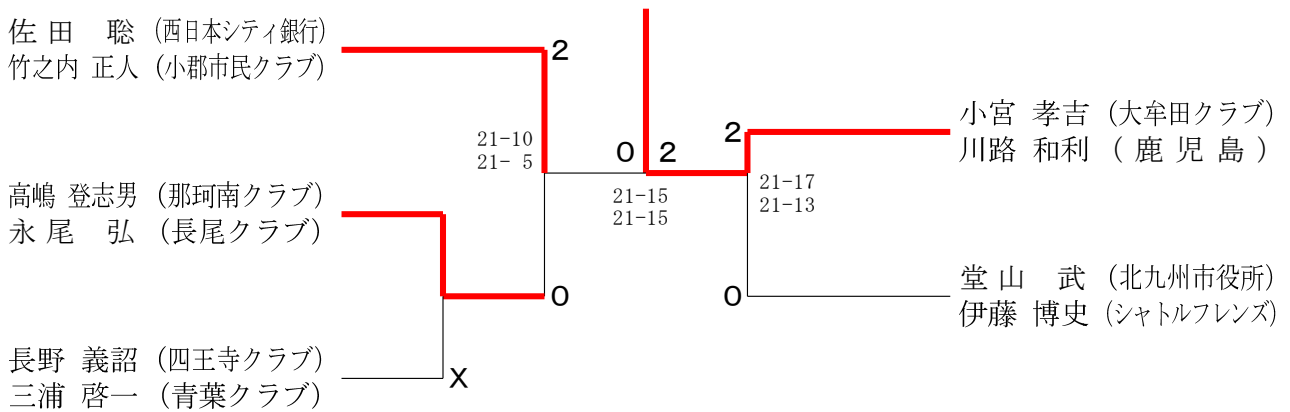 佐田 聡 (西日本シティ銀行)
竹之内 正人 (小郡市民クラブ)
2
21-10
21- 5
高嶋 登志男 (那珂南クラブ)
永尾 弘 (長尾クラブ)
0
長野 義詔 (四王寺クラブ)
三浦 啓一 (青葉クラブ)
X
0 2
21-15
21-15
2
小宮 孝吉 (大牟田クラブ)
川路 和利 (鹿児島)
21-17
21-13
0
堂山 武 (北九州市役所)
伊藤 博史 (シャトルフレンズ)